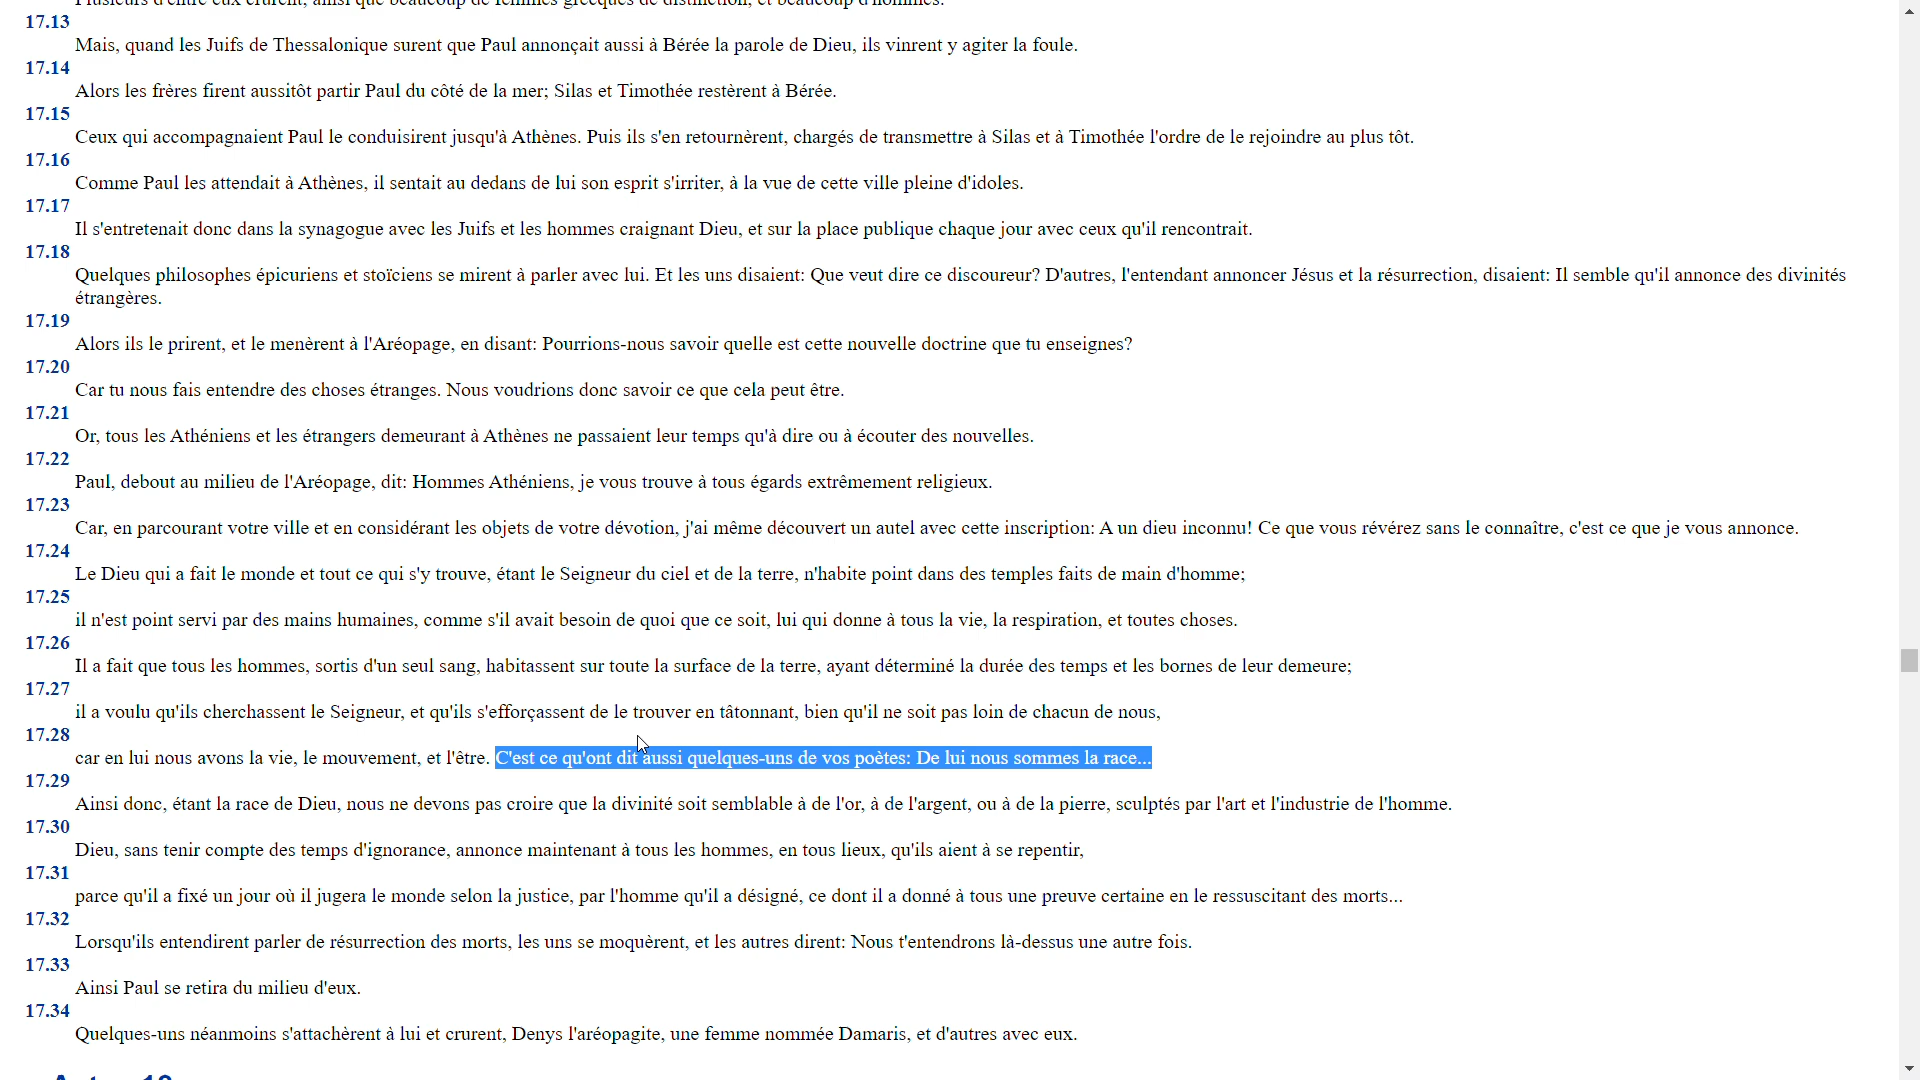 Plusieurs d'entre eux crurent, ainsi que beaucoup de femmes grecques de distinction, et beaucoup d'hommes.
17.13
Mais, quand les Juifs de Thessalonique surent que Paul annonçait aussi à Bérée la parole de Dieu, ils vinrent y agiter la foule.
17.14
Alors les frères firent aussitôt partir Paul du côté de la mer; Silas et Timothée restèrent à Bérée.
17.15
Ceux qui accompagnaient Paul le conduisirent jusqu'à Athènes. Puis ils s'en retournèrent, chargés de transmettre à Silas et à Timothée l'ordre de le rejoindre au plus tôt.
17.16
Comme Paul les attendait à Athènes, il sentait au dedans de lui son esprit s'irriter, à la vue de cette ville pleine d'idoles.
17.17
Il s'entretenait donc dans la synagogue avec les Juifs et les hommes craignant Dieu, et sur la place publique chaque jour avec ceux qu'il rencontrait.
17.18
Quelques philosophes épicuriens et stoïciens se mirent à parler avec lui. Et les uns disaient: Que veut dire ce discoureur? D'autres, l'entendant annoncer Jésus et la résurrection, disaient: Il semble qu'il annonce des divinités
étrangères.
17.19
Alors ils le prirent, et le menèrent à l'Aréopage, en disant: Pourrions-nous savoir quelle est cette nouvelle doctrine que tu enseignes?
17.20
Car tu nous fais entendre des choses étranges. Nous voudrions donc savoir ce que cela peut être.
17.21
Or, tous les Athéniens et les étrangers demeurant à Athènes ne passaient leur temps qu'à dire ou à écouter des nouvelles.
17.22
Paul, debout au milieu de l'Aréopage, dit: Hommes Athéniens, je vous trouve à tous égards extrêmement religieux.
17.23
Car, en parcourant votre ville et en considérant les objets de votre dévotion, j'ai même découvert un autel avec cette inscription: A un dieu inconnu! Ce que vous révérez sans le connaître, c'est ce que je vous annonce.
17.24
Le Dieu qui a fait le monde et tout ce qui s'y trouve, étant le Seigneur du ciel et de la terre, n'habite point dans des temples faits de main d'homme;
17.25
il n'est point servi par des mains humaines, comme s'il avait besoin de quoi que ce soit, lui qui donne à tous la vie, la respiration, et toutes choses.
17.26
Il a fait que tous les hommes, sortis d'un seul sang, habitassent sur toute la surface de la terre, ayant déterminé la durée des temps et les bornes de leur demeure;
17.27
il a voulu qu'ils cherchassent le Seigneur, et qu'ils s'efforçassent de le trouver en tâtonnant, bien qu'il ne soit pas loin de chacun de nous,
17.28
car en lui nous avons la vie, le mouvement, et l'être. C'est ce qu'ont dit aussi quelques-uns de vos poètes: De lui nous sommes la race...
17.29
Ainsi donc, étant la race de Dieu, nous ne devons pas croire que la divinité soit semblable à de l'or, à de l'argent, ou à de la pierre, sculptés par l'art et l'industrie de l'homme.
17.30
Dieu, sans tenir compte des temps d'ignorance, annonce maintenant à tous les hommes, en tous lieux, qu'ils aient à se repentir,
17.31
parce qu'il a fixé un jour où il jugera le monde selon la justice, par l'homme qu'il a désigné, ce dont il a donné à tous une preuve certaine en le ressuscitant des morts...
17.32
Lorsqu'ils entendirent parler de résurrection des morts, les uns se moquèrent, et les autres dirent: Nous t'entendrons là-dessus une autre fois.
17.33
Ainsi Paul se retira du milieu d'eux.
17.34
Quelques-uns néanmoins s'attachèrent à lui et crurent, Denys l'aréopagite, une femme nommée Damaris, et d'autres avec eux.